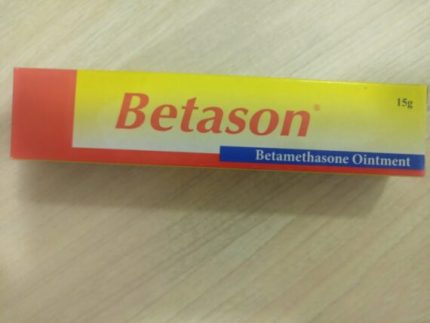 15g
Betason®
Betamethasone Ointment